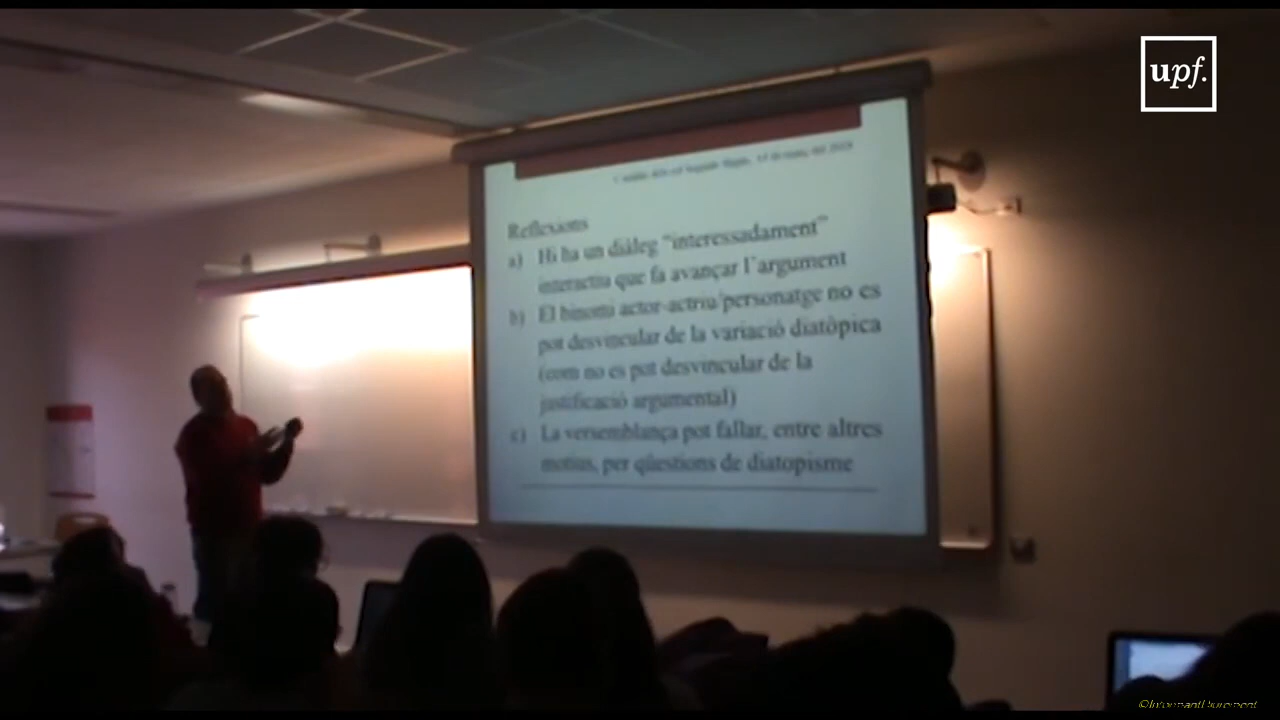 upf.
Reflexions
a) Hi ha un diàleg “interessadament”
interactiu que fa avançar l’argument
b) El binomi actor-actriu/personatge no es
pot desvincular de la variació diatòpica
(com no es pot desvincular de la
justificació argumental)
c) La versemblança pot fallar, entre altres
motius, per qüestions de diatopisme